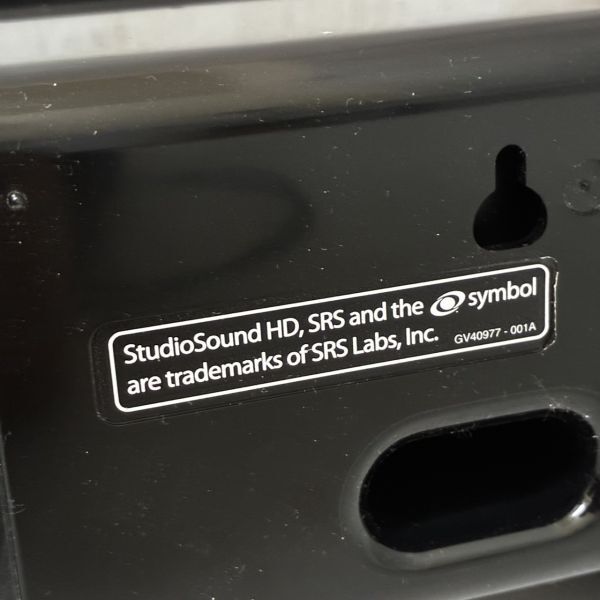 StudioSound HD, SRS and the symbol
are trademarks of SRS Labs, Inc. GV40977 - 001A